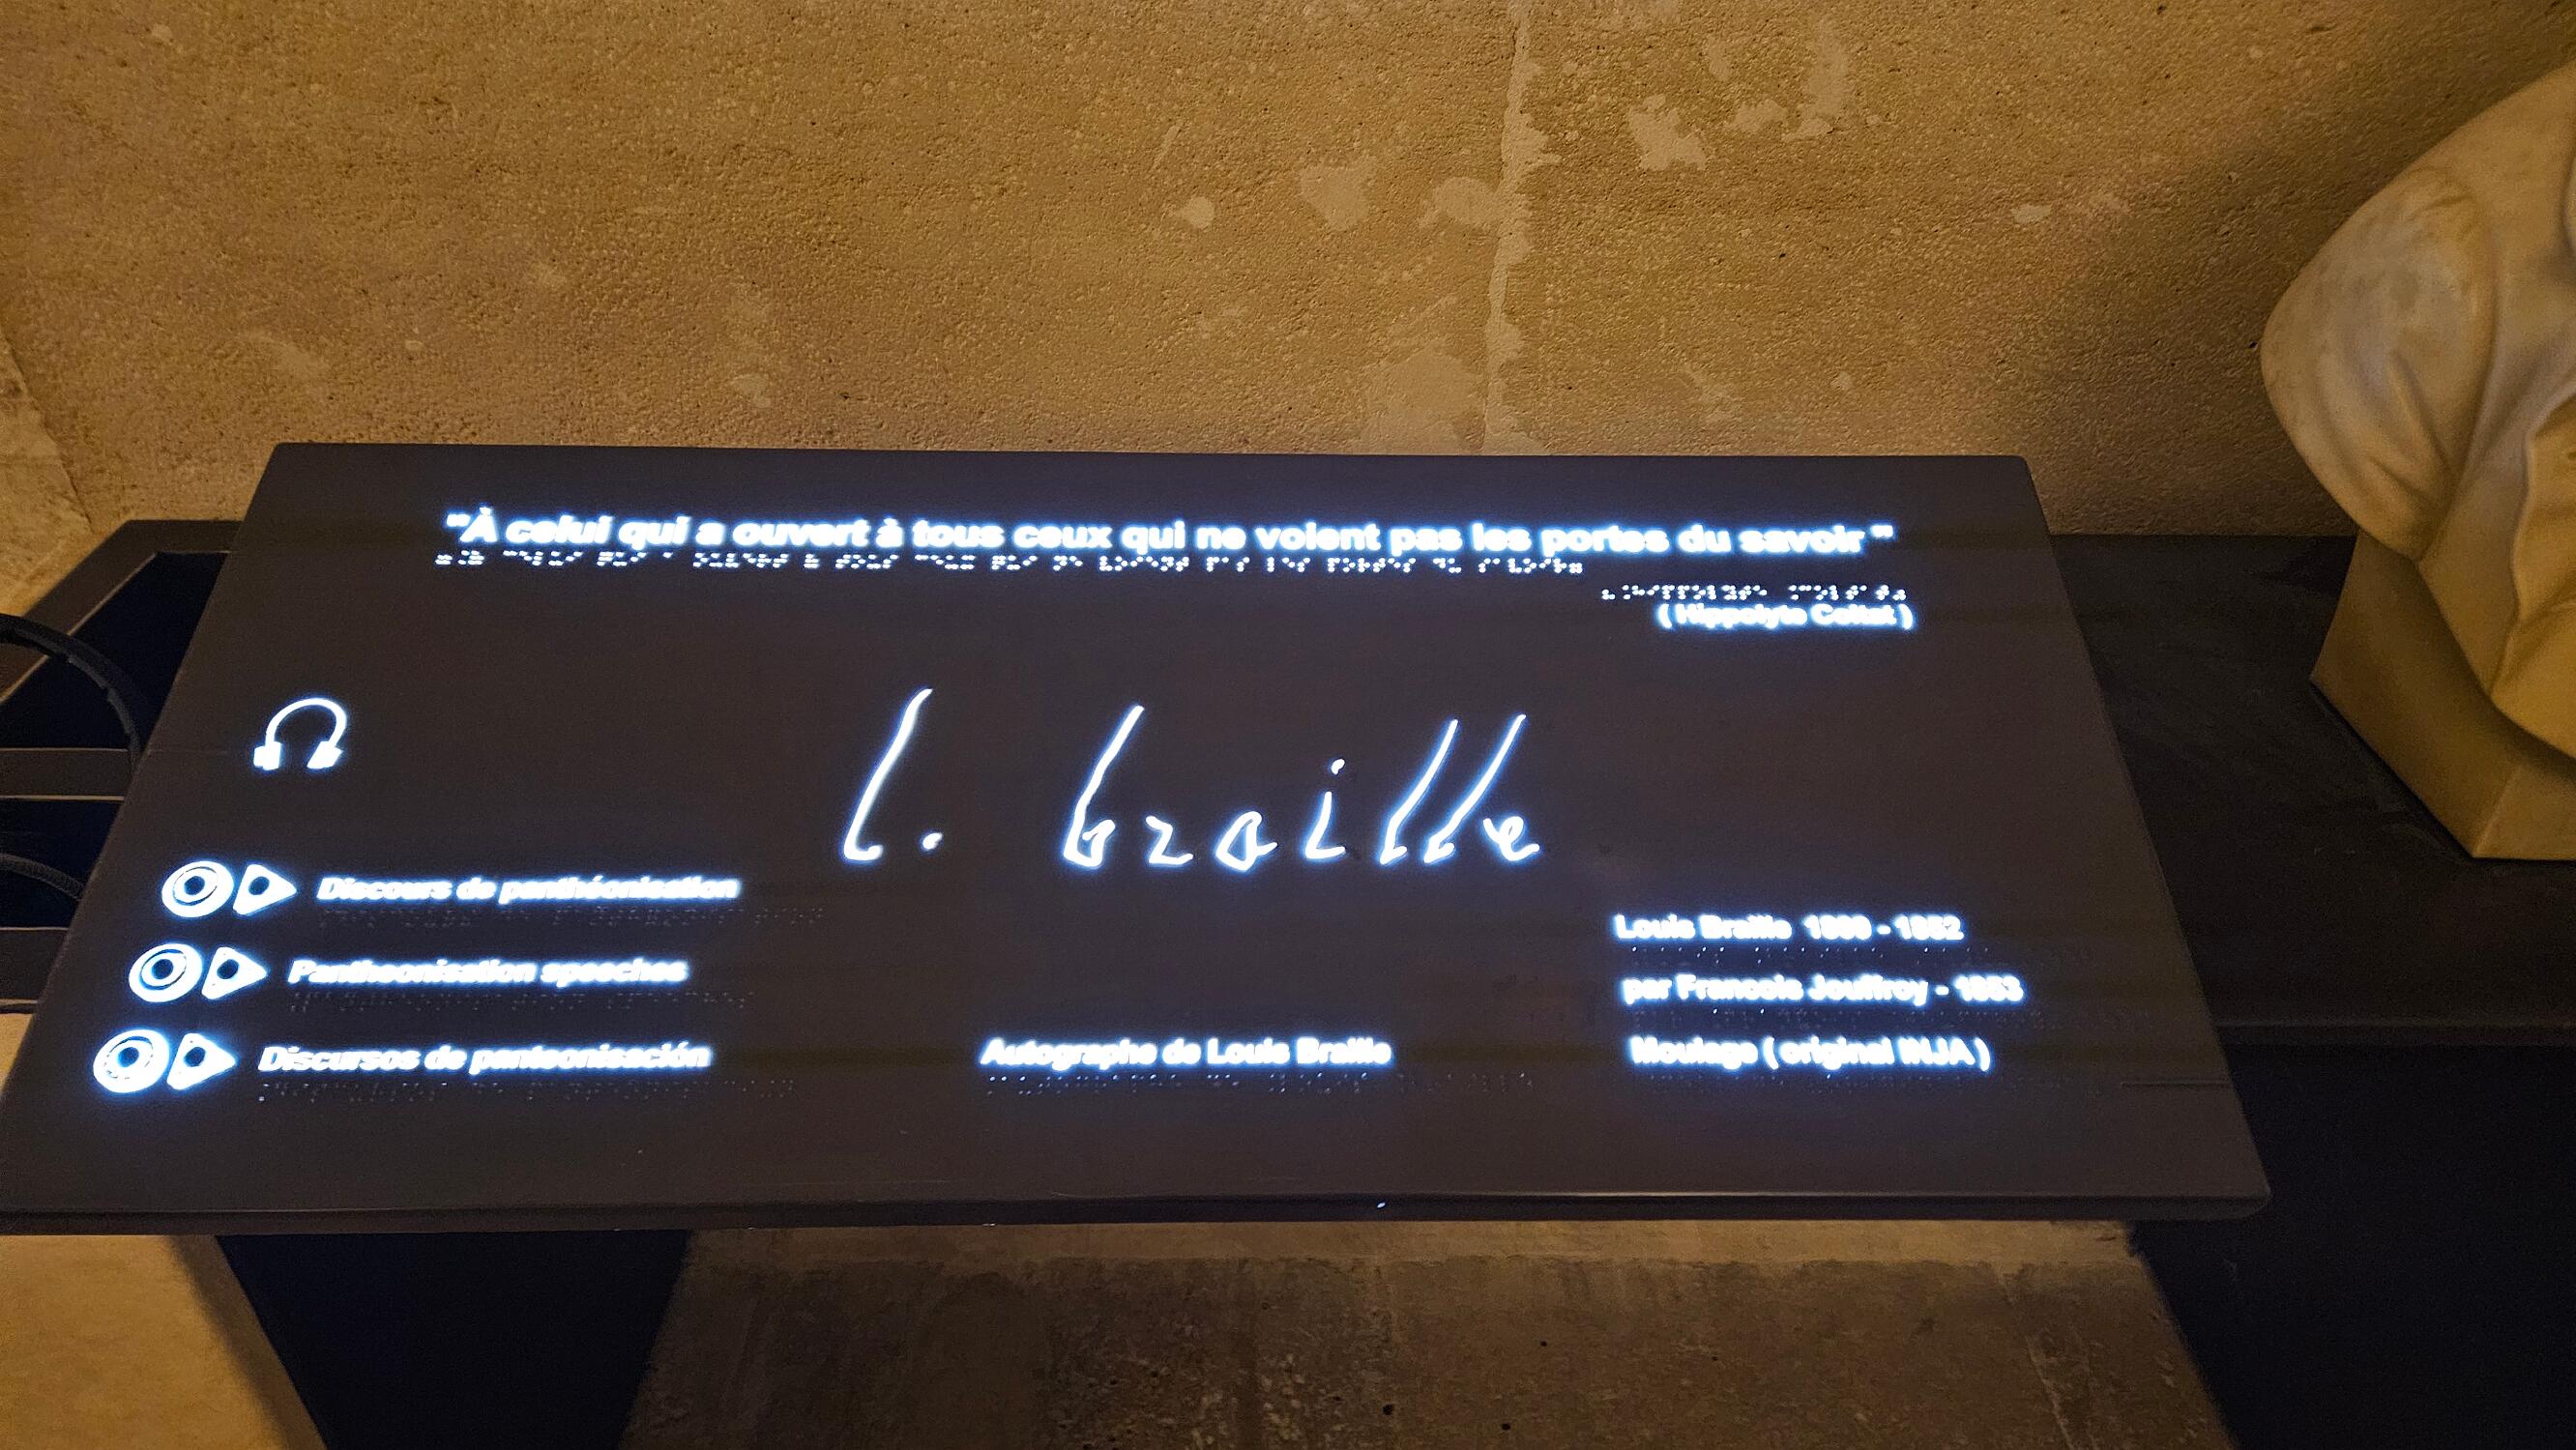 "À celui qui a ouvert à tous ceux qui ne voient pas les portes du savoir"
( Hippolyte Coltat )
l. braille
Discours de panthéonisation
Pantheonisation speeches
Discursos de panteonisación
Autographe de Louis Braille
Louis Braille 1809 - 1852
par Francois Jouffroy - 1853
Moulage ( original INJA )